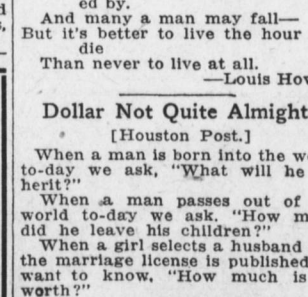 ed by.
And many a man may fall—
But it's better to live the hour
die
Than never to live at all.
—Louis
Dollar Not Quite
[Houston Post.]
When a man is born into the
to-day we ask, "What will he
herit?"
When a man passes out of
world to-day we ask. "How
did he leave his children?"
When a girl selects a husband
the marriage license is published
want to know, "How much is
worth?"